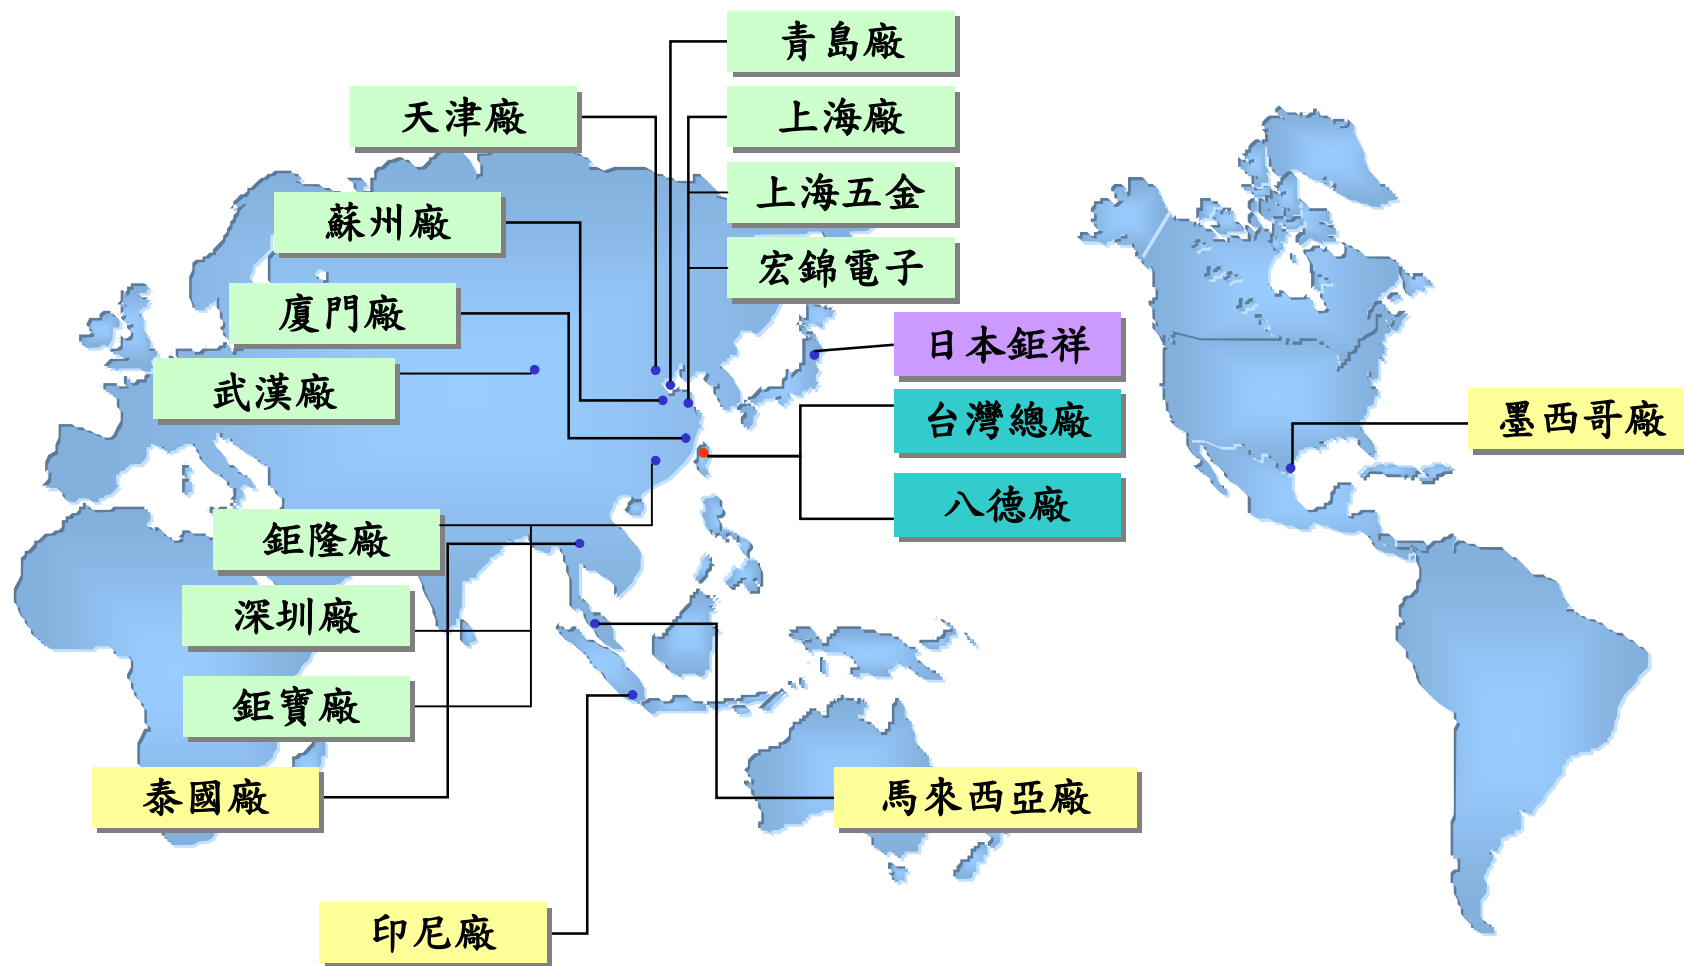 青島廠
天津廠
上海廠
上海五金
蘇州廠
宏錦電子
廈門廠
日本鉅祥
武漢廠
台灣總廠
墨西哥廠
八德廠
鉅隆廠
深圳廠
鉅寶廠
泰國廠
馬來西亞廠
印尼廠